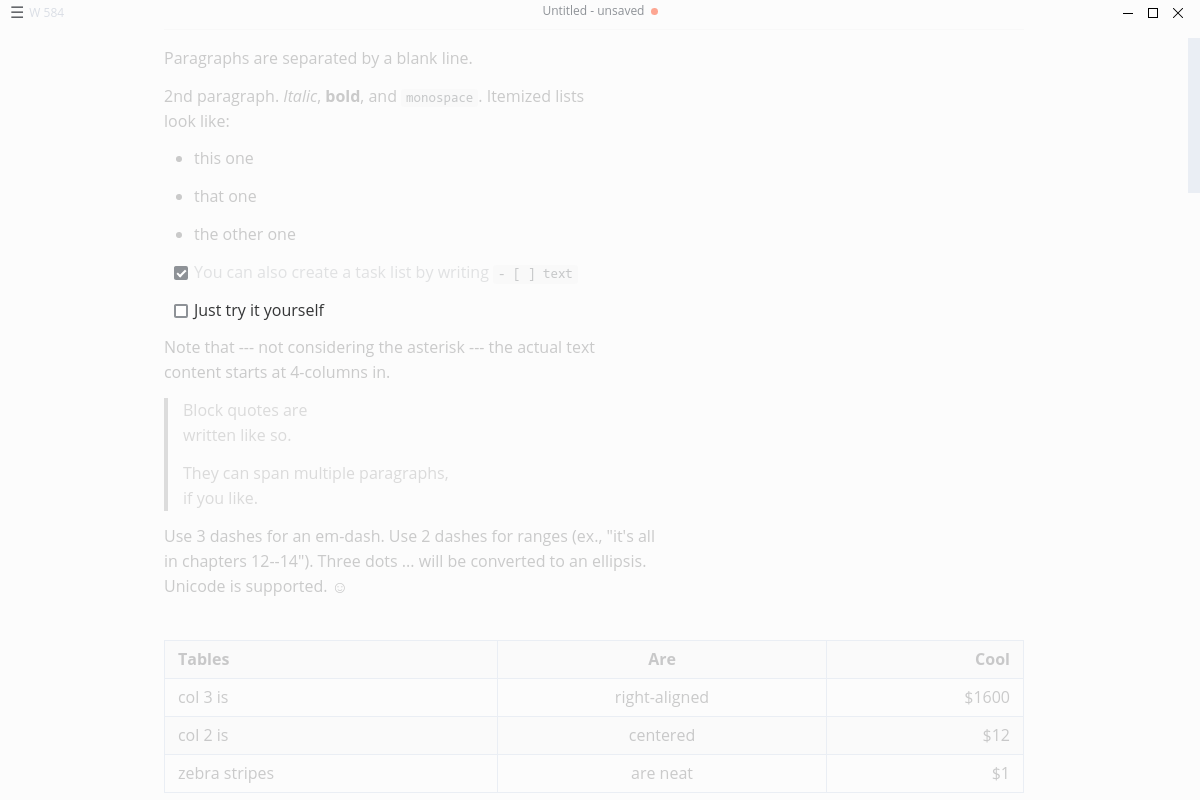 W 584
Untitled - unsaved
Paragraphs are separated by a blank line.
2nd paragraph. Italic, bold, and monospace . Itemized lists
look like:
this one
that one
the other one
You can also create a task list by writing - [ ] text
Just try it yourself
Note that --- not considering the asterisk --- the actual text
content starts at 4-columns in.
Block quotes are
written like so.
They can span multiple paragraphs,
if you like.
Use 3 dashes for an em-dash. Use 2 dashes for ranges (ex., "it's all
in chapters 12--14"). Three dots ... will be converted to an ellipsis.
Unicode is supported. ☺
Tables Are Cool
col 3 is right-aligned $1600
col 2 is centered $12
zebra stripes are neat $1